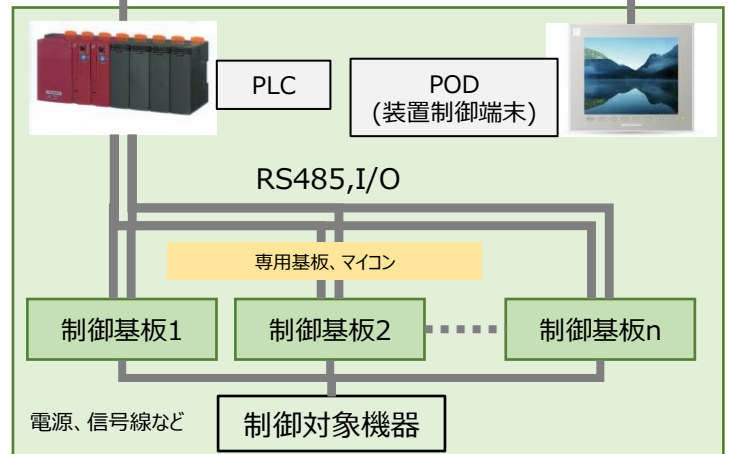 PLC
POD
(装置制御端末)
RS485,I/O
専用基板、マイコン
制御基板1
制御基板2
制御基板n
電源、信号線など
制御対象機器